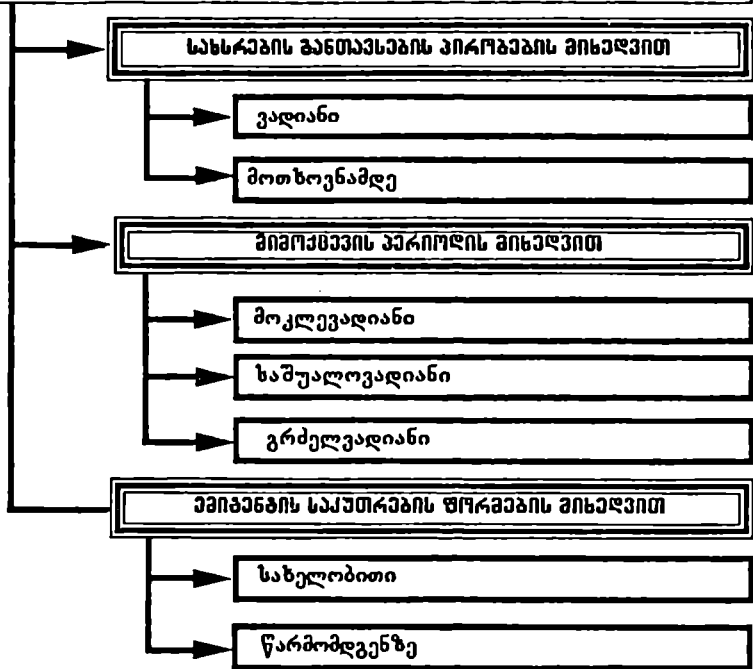 სახსრების განთავსების პირობების მიხედვით
ვადიანი
მოთხოვნამდე
მიმოქცევის პერიოდის მიხედვით
მოკლევადიანი
საშუალოვადიანი
გრძელვადიანი
ემიტენტის საკუთრების ფორმების მიხედვით
სახელობითი
წარმომდგენზე